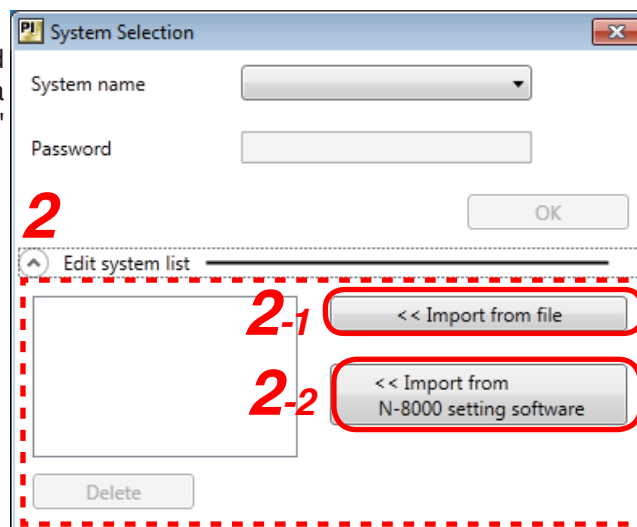 PJ System Selection
d
System name
a
"
Password
OK
2
Edit system list
2-1
<< Import from file
2-2
<< Import from
N-8000 setting software
Delete